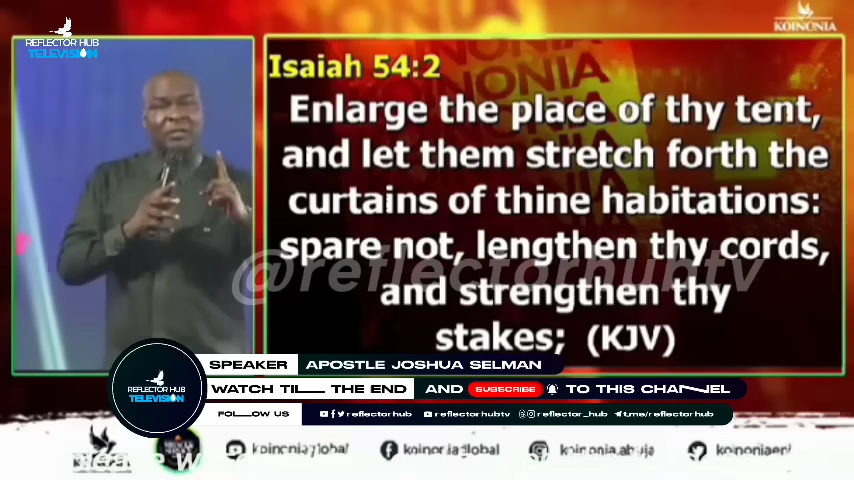 REFLECTOR HUB
TELEVISION
KOINONIA
Isaiah 54:2
Enlarge the place of thy tent,
and let them stretch forth the
curtains of thine habitations:
spare not, lengthen thy cords,
and strengthen thy
stakes; (KJV)
@reflectorhubtv
SPEAKER APOSTLE JOSHUA SELMAN
REFLECTOR HUB
TELEVISION
WATCH TILL THE END AND SUBSCRIBE TO THIS CHANNEL
FOLLOW US reflectorhub reflectorhubtv @reflector_hub t.me/reflectorhub
koinoniaglobal koinoniaglobal koinonia.abuja koinoniaeni